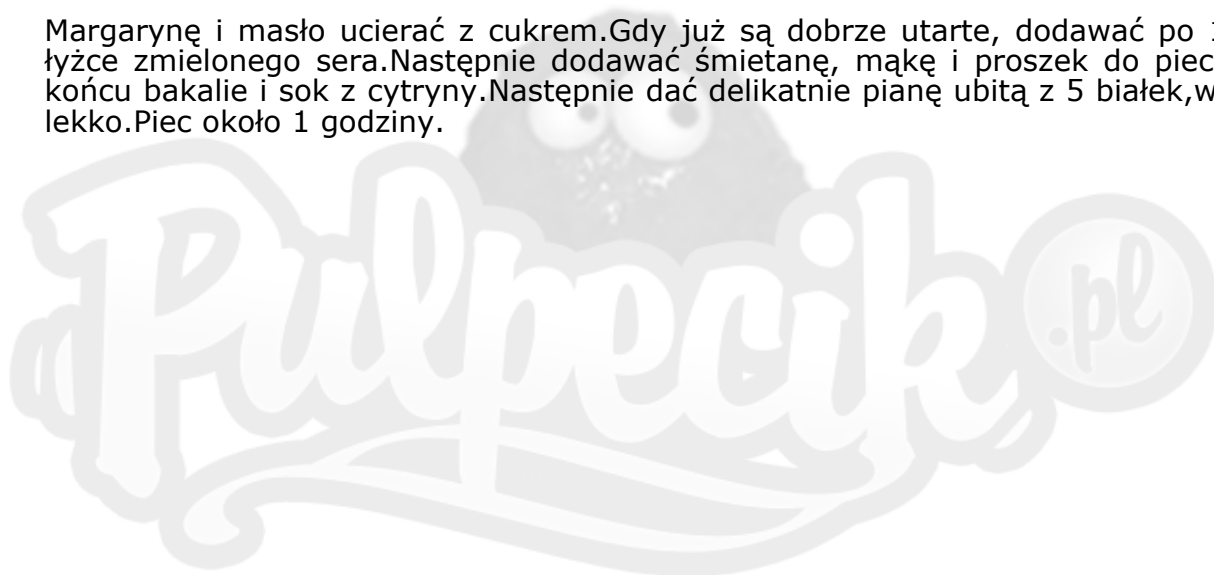 Margarynę i masło ucierać z cukrem.Gdy już są dobrze utarte, dodawać po
łyżce zmielonego sera.Następnie dodawać śmietanę, mąkę i proszek do piec
końcu bakalie i sok z cytryny.Następnie dać delikatnie pianę ubitą z 5 białek,w
lekko.Piec około 1 godziny.
Pulpecik .pl